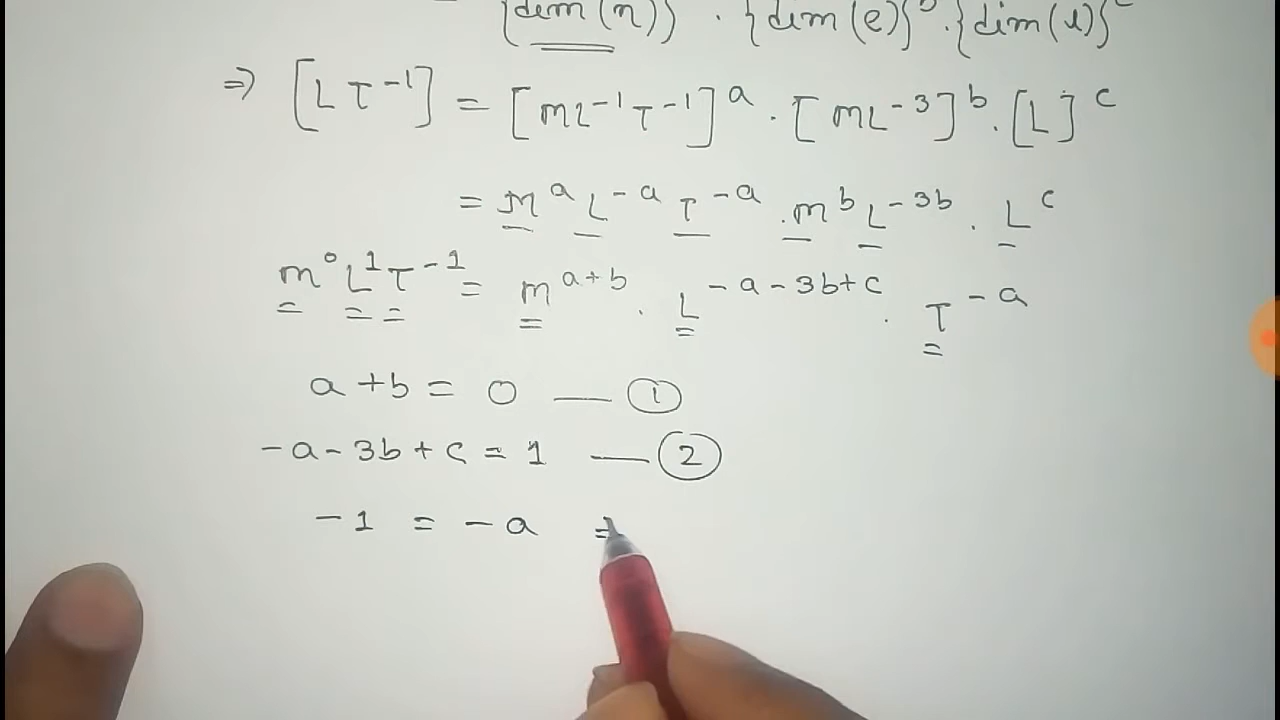 {dim(n)} . {dim(e)}^b . {dim(l)}^c
⇒ [LT^-1] = [mL^-1T^-1]^a . [mL^-3]^b . [L]^c
= M^a L^-a T^-a . m^b L^-3b . L^c
m^0 L^1 T^-1 = m^a+b . L^-a-3b+c . T^-a
a+b = 0 — ①
-a-3b+c = 1 — ②
-1 = -a =